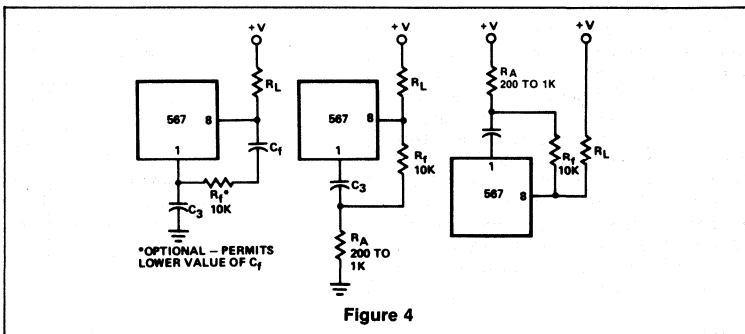 +V
RL
567
8
1
Cf
Rf*
10K
C3
*OPTIONAL – PERMITS
LOWER VALUE OF Cf
+V
RL
567
8
1
Rf
10K
C3
RA
200 TO
1K
+V
+V
RA
200 TO 1K
Rf
10K
RL
1
567
8
Figure 4